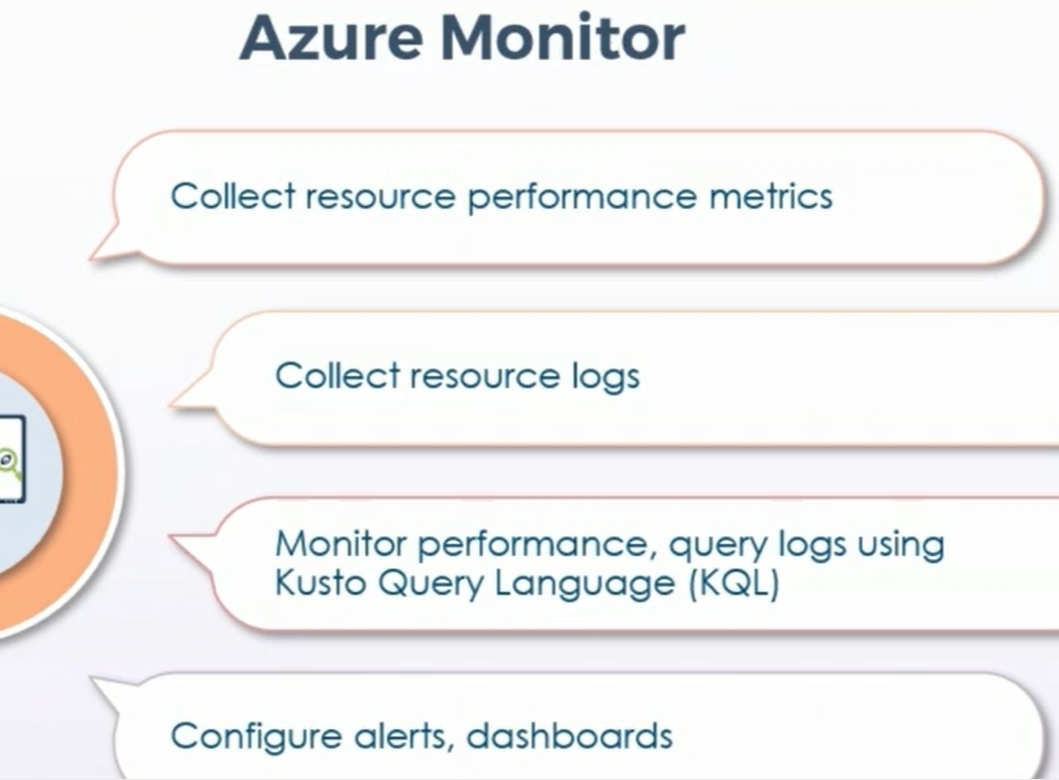 Azure Monitor
Collect resource performance metrics
Collect resource logs
Monitor performance, query logs using
Kusto Query Language (KQL)
Configure alerts, dashboards